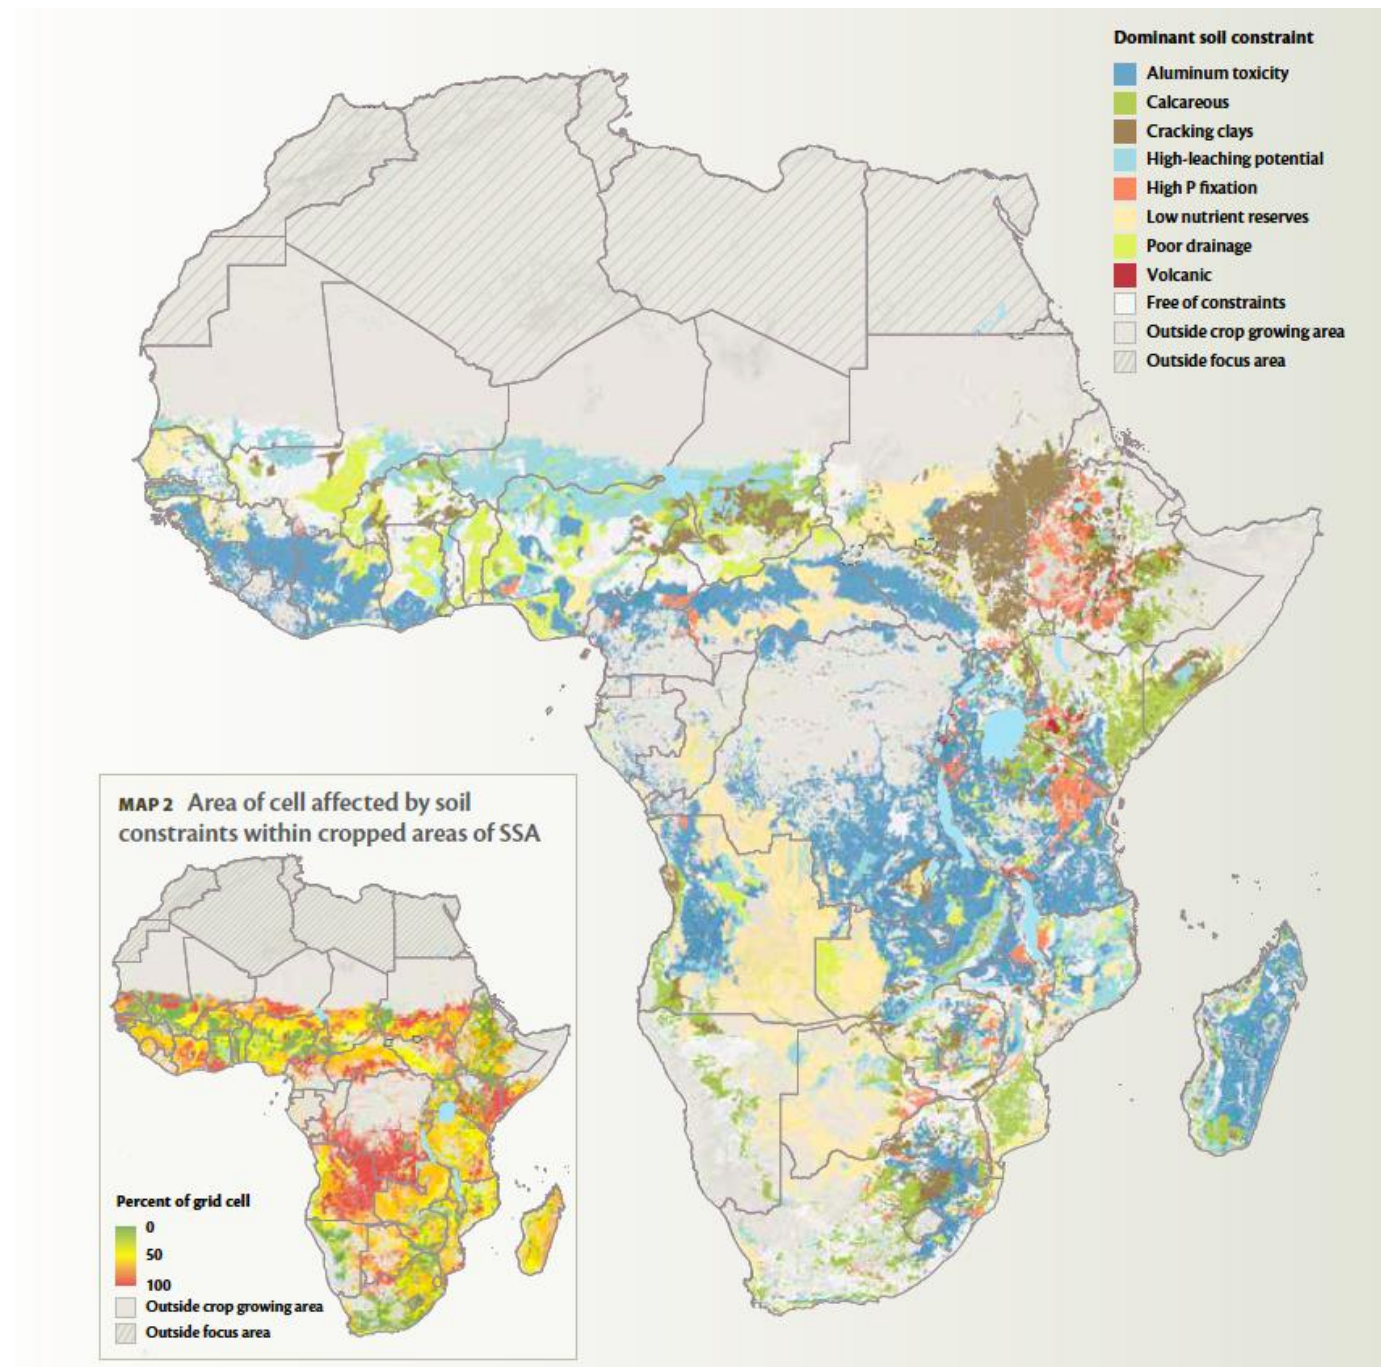 Dominant soil constraint
Aluminum toxicity
Calcareous
Cracking clays
High-leaching potential
High P fixation
Low nutrient reserves
Poor drainage
Volcanic
Free of constraints
Outside crop growing area
Outside focus area
MAP 2 Area of cell affected by soil
constraints within cropped areas of SSA
Percent of grid cell
0
50
100
Outside crop growing area
Outside focus area